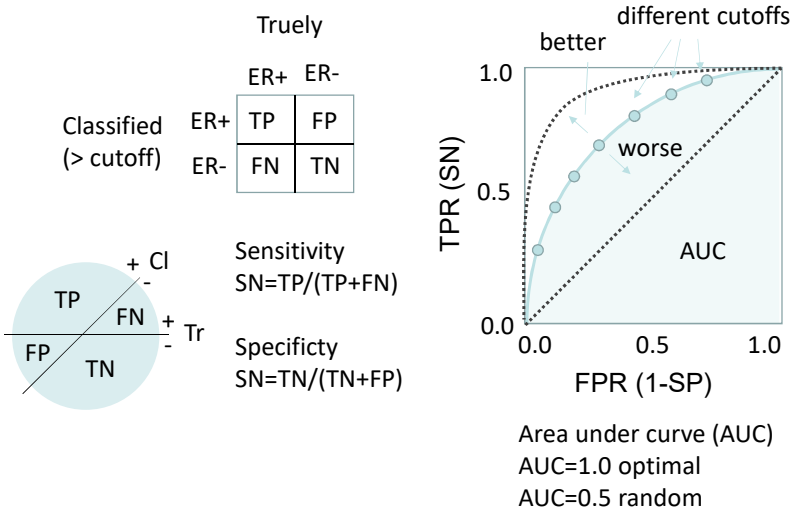 Truely
ER+ ER-
Classified
(> cutoff)
ER+ TP FP
ER- FN TN
+ Cl
-
TP
FN
+
- Tr
FP
TN
Sensitivity
SN=TP/(TP+FN)
Specificty
SN=TN/(TN+FP)
different cutoffs
better
1.0
worse
0.5
TPR (SN)
AUC
0.0
0.0 0.5 1.0
FPR (1-SP)
Area under curve (AUC)
AUC=1.0 optimal
AUC=0.5 random